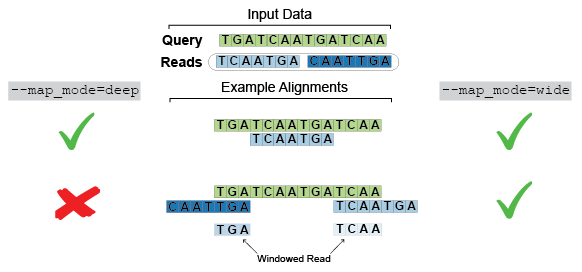 Input Data
Query TGATCAATGATCAA
Reads TCAATGA CAATTGA
--map_mode=deep Example Alignments --map_mode=wide
TGATCAATGATCAA
TCAATGA
TGATCAATGATCAA
CAATTGA TCAATGA
TGA TCAA
Windowed Read